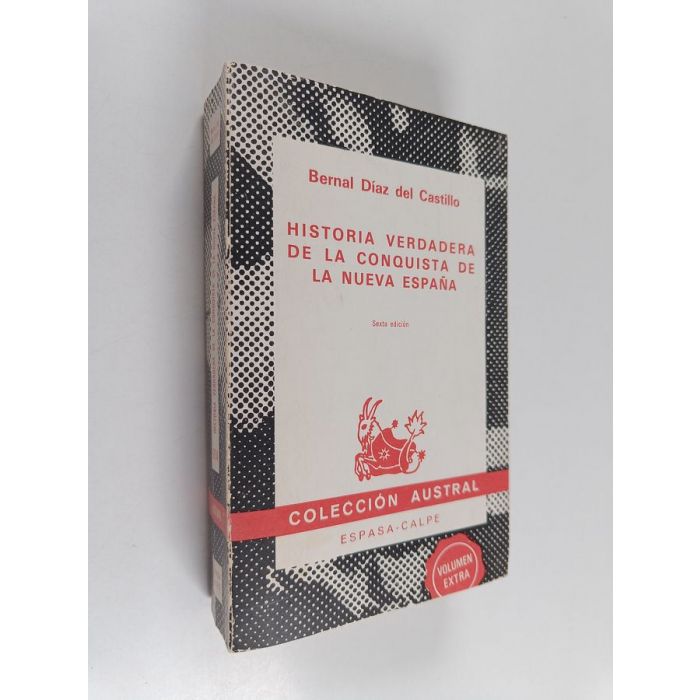 Bernal Díaz del Castillo
HISTORIA VERDADERA
DE LA CONQUISTA DE
LA NUEVA ESPAÑA
Sexta edición
COLECCIÓN AUSTRAL
ESPASA-CALPE
VOLUMEN
EXTRA